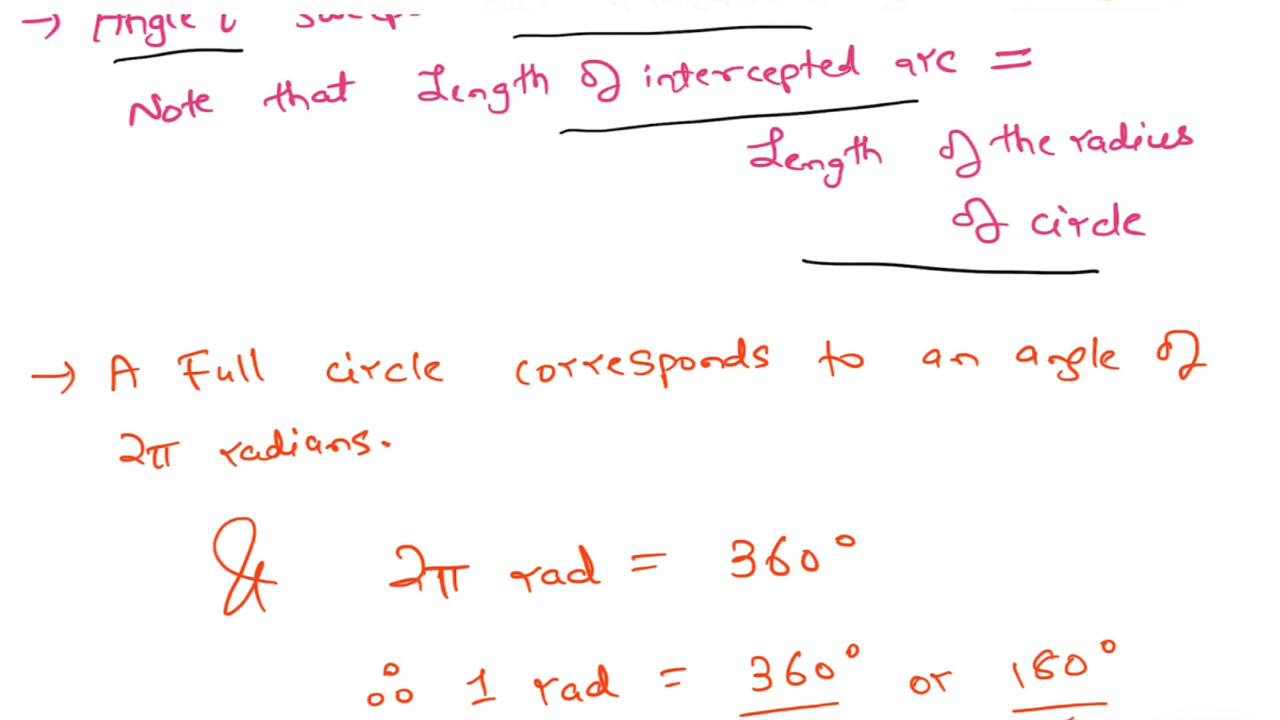 → Angle
Note that Length of intercepted arc =
Length of the radius
of circle
→ A Full circle corresponds to an angle of
2π radians.
& 2π rad = 360°
∴ 1 rad = 360° or 180°